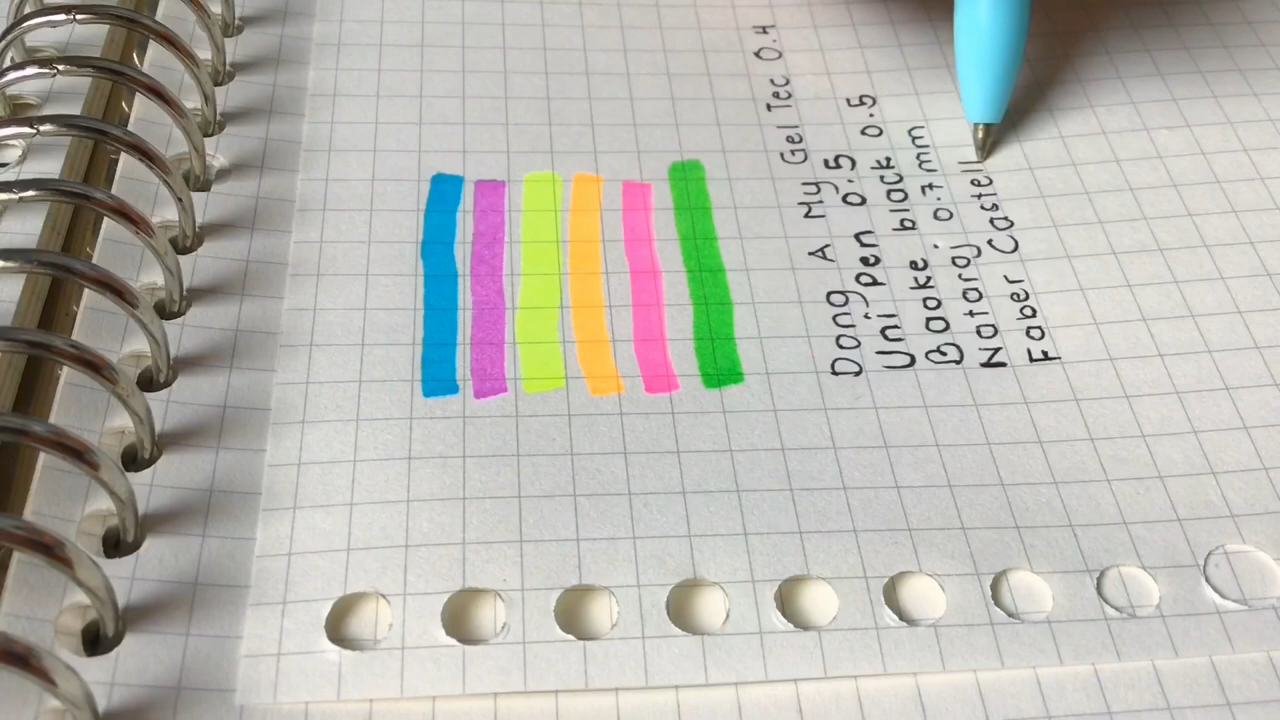 Dong A My Gel Tec 0.4
Uni pen 0.5
Baoke black 0.5
Nataraj 0.7mm
Faber Castell